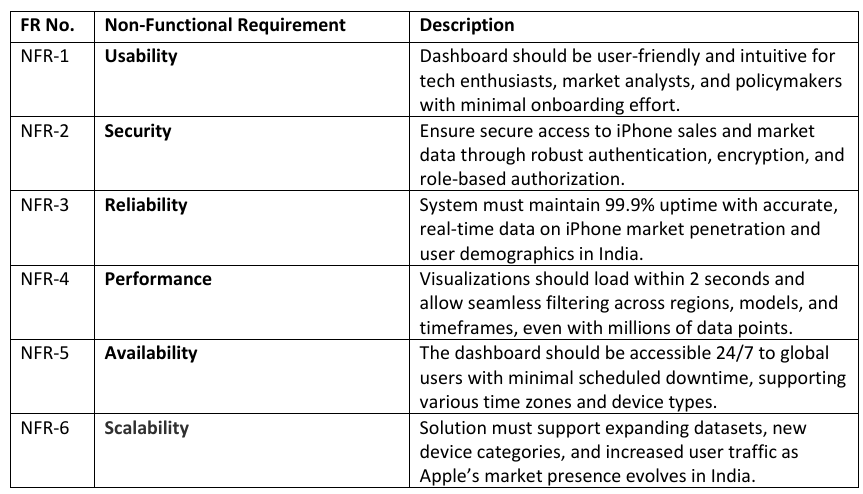 FR No. Non-Functional Requirement Description
NFR-1 Usability Dashboard should be user-friendly and intuitive for
tech enthusiasts, market analysts, and policymakers
with minimal onboarding effort.
NFR-2 Security Ensure secure access to iPhone sales and market
data through robust authentication, encryption, and
role-based authorization.
NFR-3 Reliability System must maintain 99.9% uptime with accurate,
real-time data on iPhone market penetration and
user demographics in India.
NFR-4 Performance Visualizations should load within 2 seconds and
allow seamless filtering across regions, models, and
timeframes, even with millions of data points.
NFR-5 Availability The dashboard should be accessible 24/7 to global
users with minimal scheduled downtime, supporting
various time zones and device types.
NFR-6 Scalability Solution must support expanding datasets, new
device categories, and increased user traffic as
Apple’s market presence evolves in India.